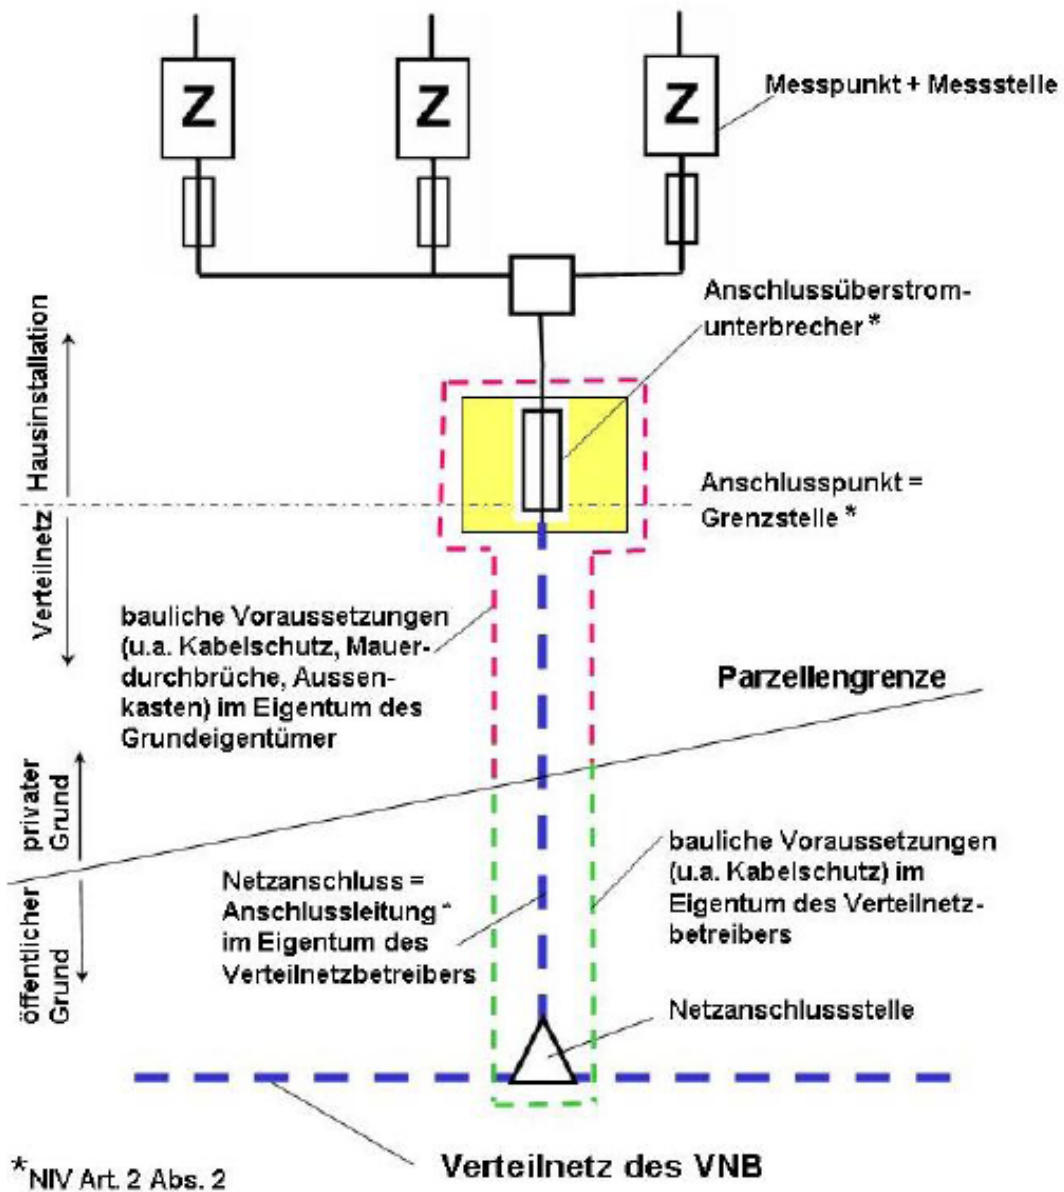 Z
Z
Z
Messpunkt + Messstelle
Anschlussüberstrom-
unterbrecher *
Hausinstallation
Anschlusspunkt =
Grenzstelle *
Verteilnetz
bauliche Voraussetzungen
(u.a. Kabelschutz, Mauer-
durchbrüche, Aussen-
kasten) im Eigentum des
Grundeigentümer
Parzellengrenze
privater
Grund
bauliche Voraussetzungen
(u.a. Kabelschutz) im
Eigentum des Verteilnetz-
betreibers
Netzanschluss =
Anschlussleitung *
im Eigentum des
Verteilnetzbetreibers
öffentlicher
Grund
Netzanschlussstelle
Verteilnetz des VNB
*NIV Art. 2 Abs. 2